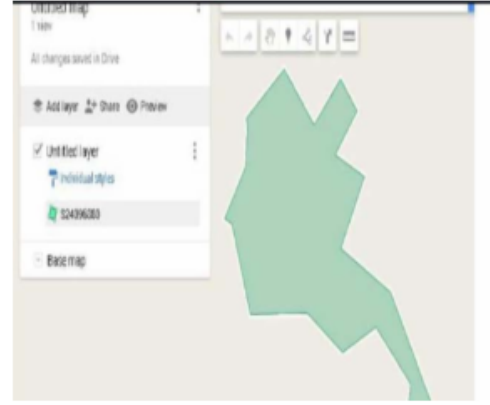 Untitled map
1 view
All changes saved in Drive
Add layer Share Preview
Untitled layer
Individual styles
Base map